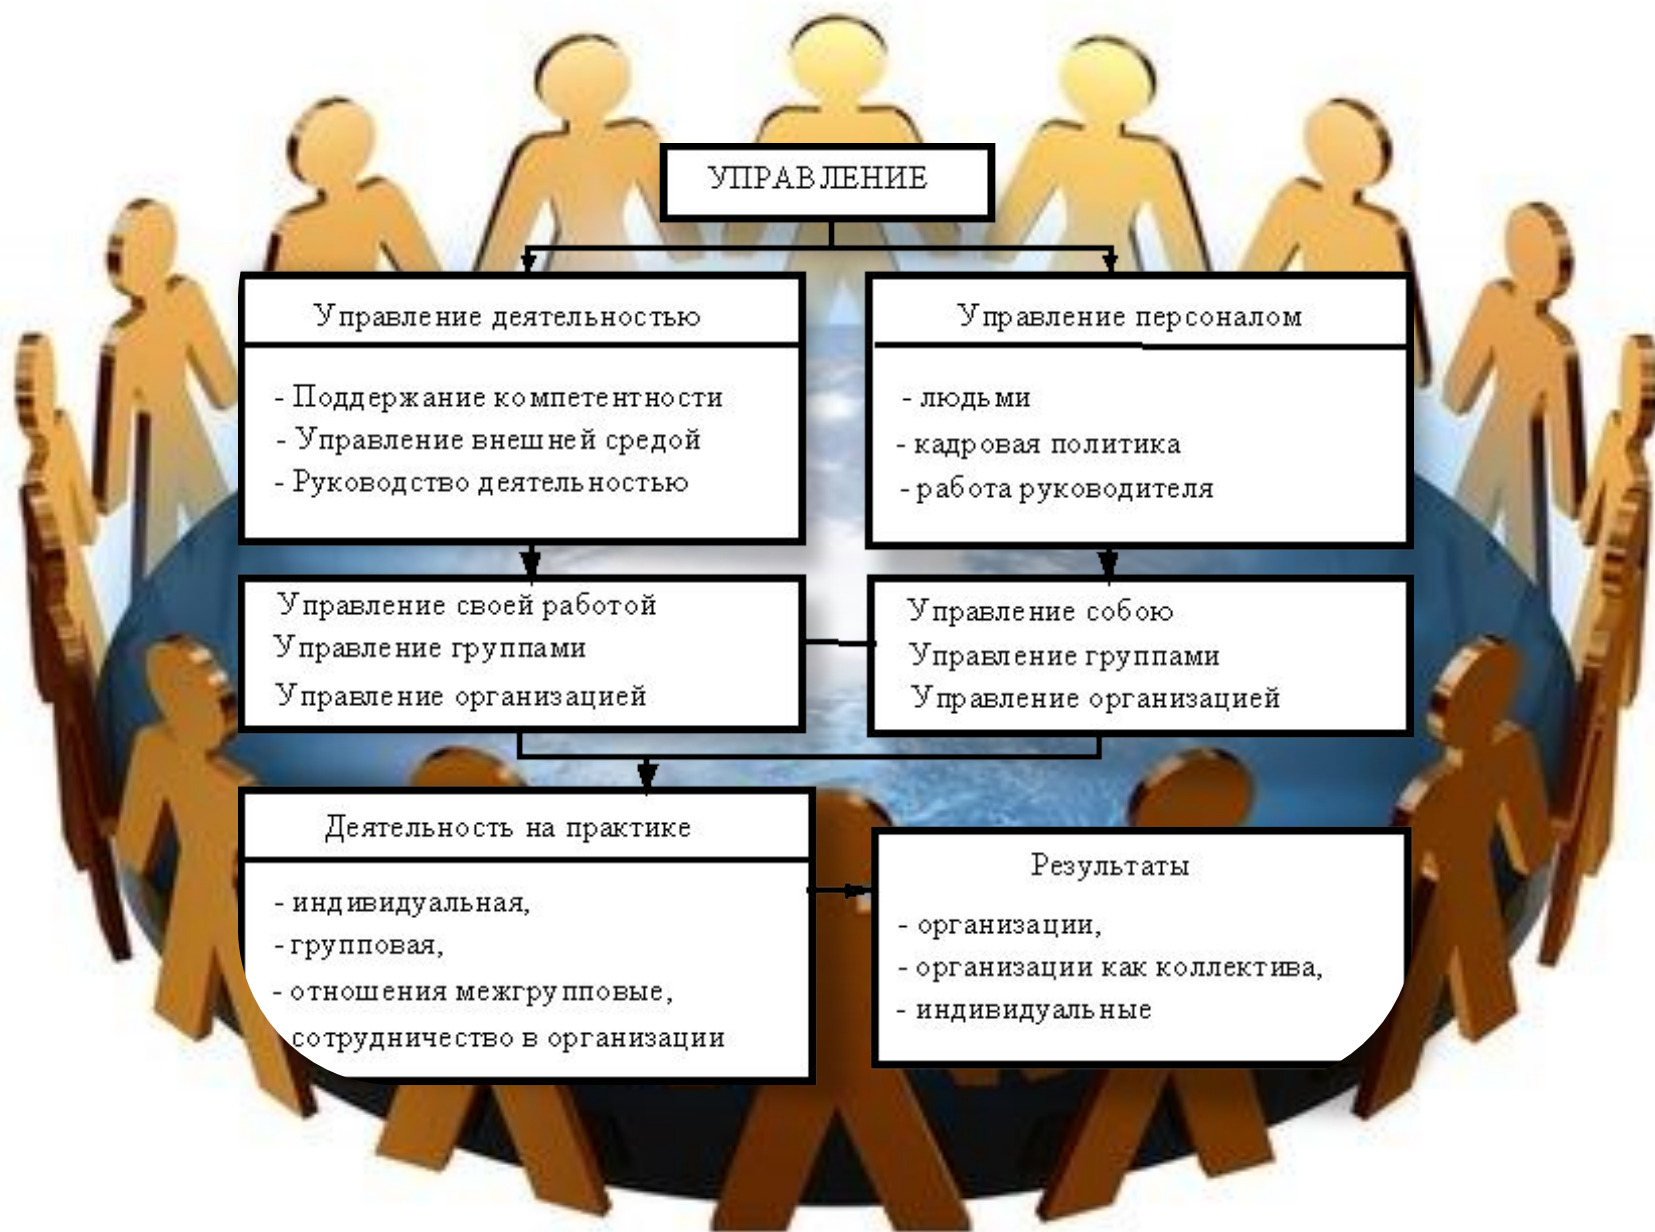 УПРАВЛЕНИЕ
Управление деятельностью
- Поддержание компетентности
- Управление внешней средой
- Руководство деятельностью
Управление персоналом
- людьми
- кадровая политика
- работа руководителя
Управление своей работой
Управление группами
Управление организацией
Управление собою
Управление группами
Управление организацией
Деятельность на практике
- индивидуальная,
- групповая,
- отношения межгрупповые,
сотрудничество в организации
Результаты
- организации,
- организации как коллектива,
- индивидуальные